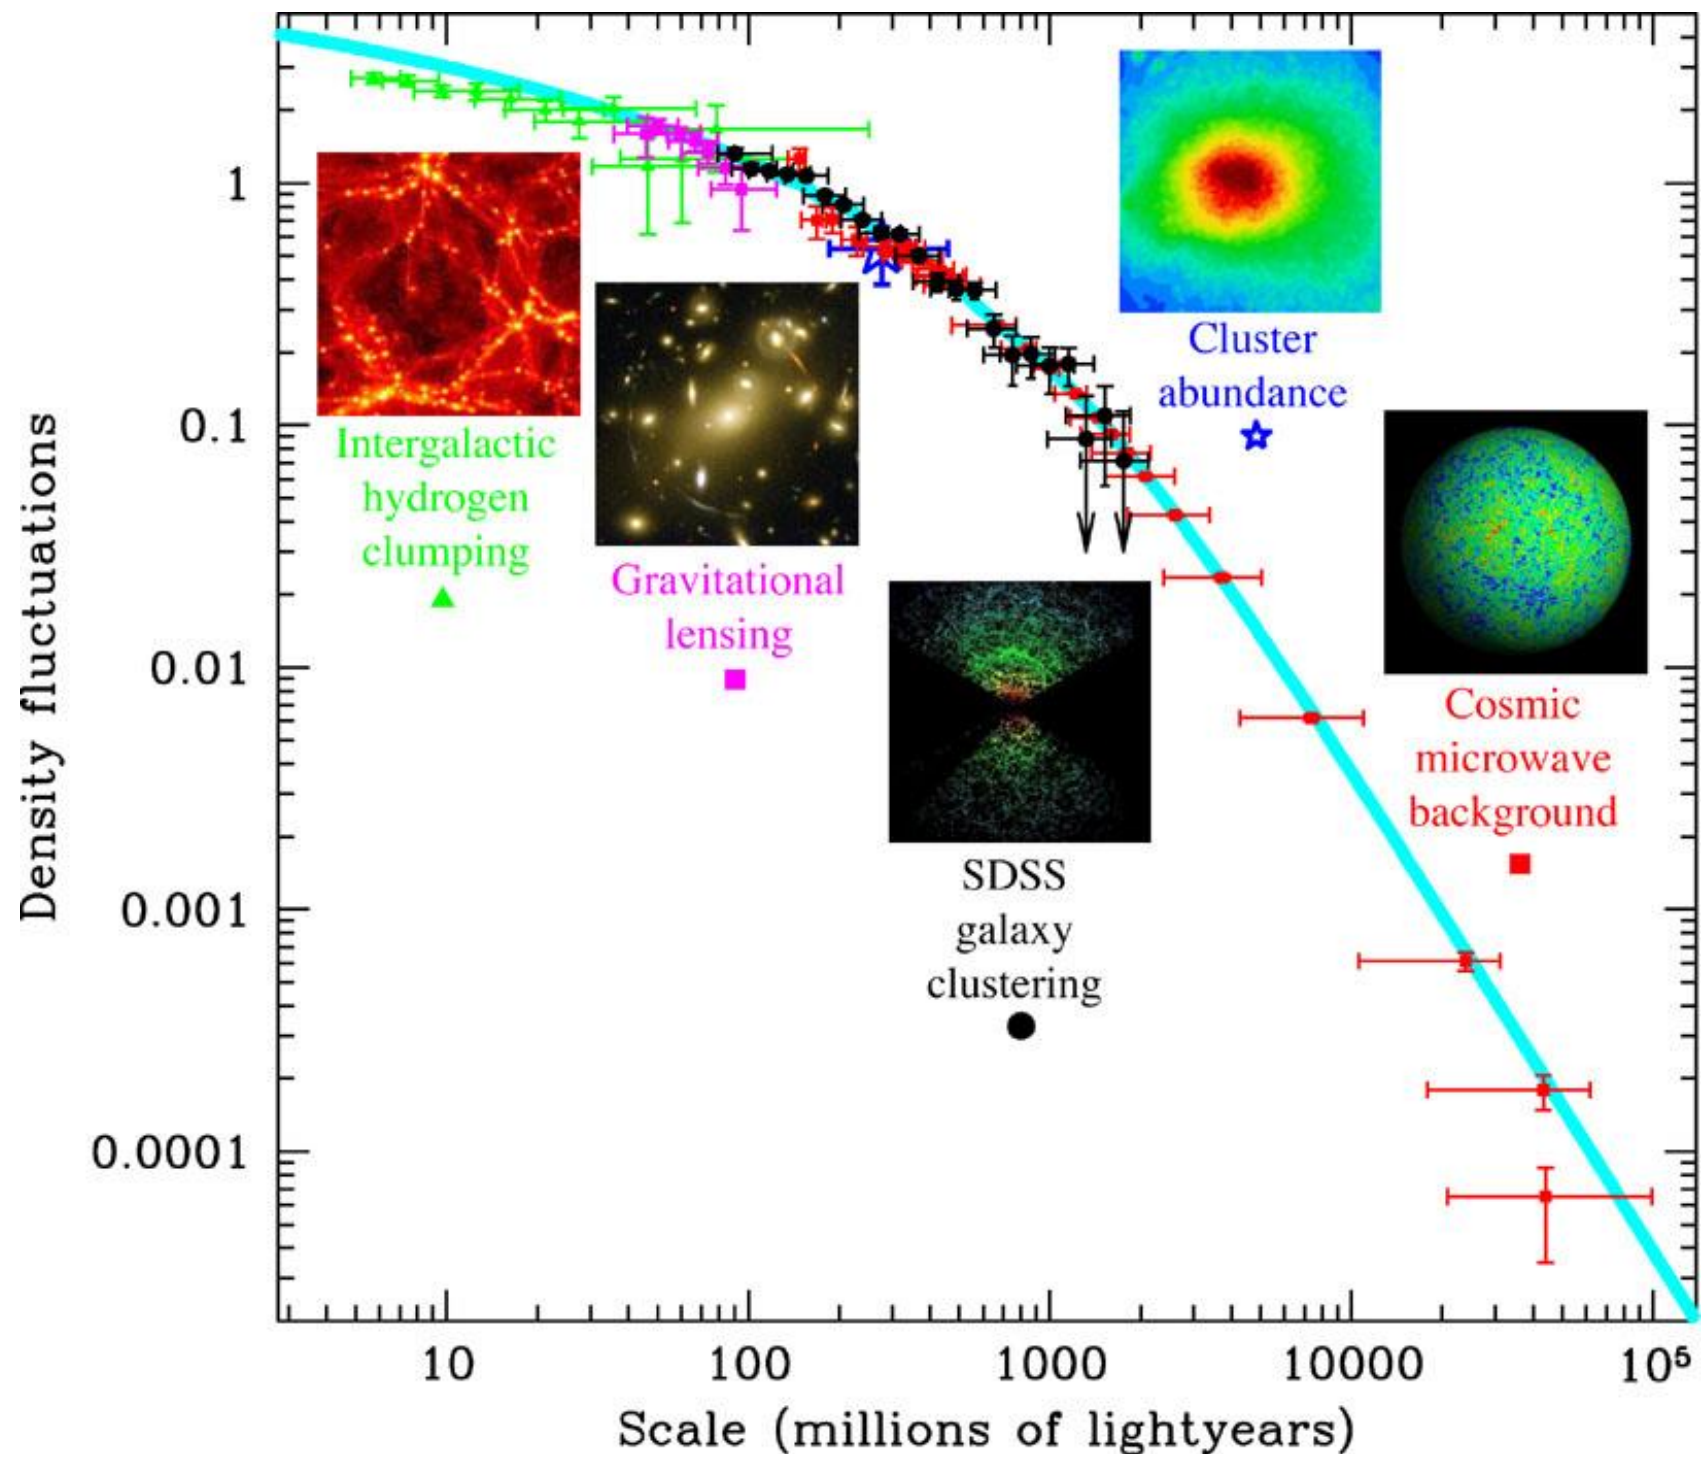 1
0.1
0.01
0.001
0.0001
Density fluctuations
Intergalactic
hydrogen
clumping
Gravitational
lensing
SDSS
galaxy
clustering
Cluster
abundance
Cosmic
microwave
background
10
100
1000
10000
10⁵
Scale (millions of lightyears)